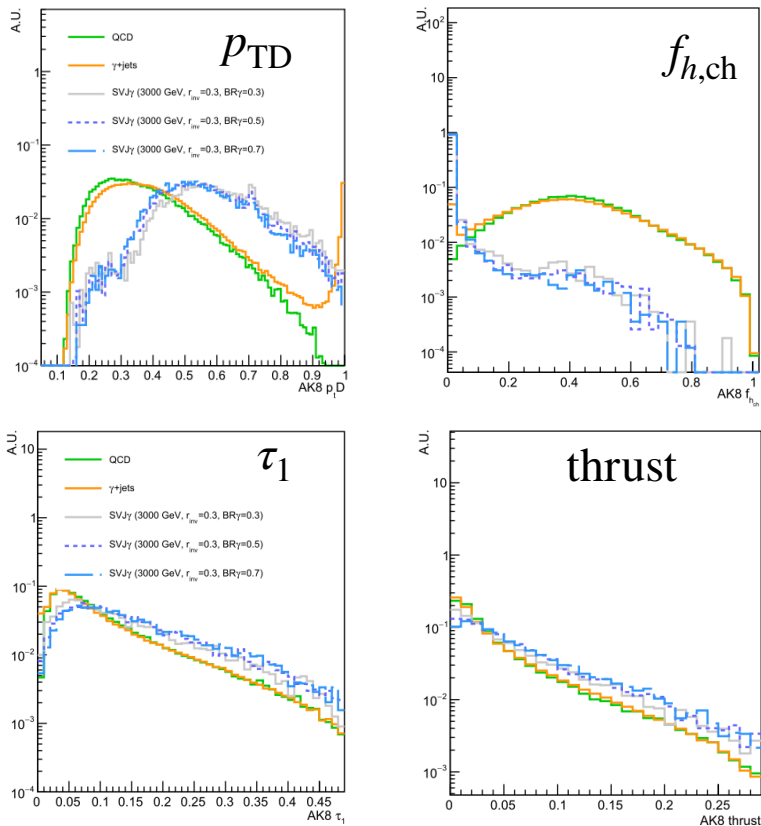 A.U.
p_TD
QCD
γ+jets
SVJγ (3000 GeV, r_inv=0.3, BRγ=0.3)
SVJγ (3000 GeV, r_inv=0.3, BRγ=0.5)
SVJγ (3000 GeV, r_inv=0.3, BRγ=0.7)
1
10⁻¹
10⁻²
10⁻³
10⁻⁴
0.1 0.2 0.3 0.4 0.5 0.6 0.7 0.8 0.9 1
AK8 p_tD
A.U.
f_h,ch
10²
10
1
10⁻¹
10⁻²
10⁻³
10⁻⁴
0 0.2 0.4 0.6 0.8 1
AK8 f_h_ch
A.U.
τ₁
10
QCD
γ+jets
SVJγ (3000 GeV, r_inv=0.3, BRγ=0.3)
SVJγ (3000 GeV, r_inv=0.3, BRγ=0.5)
SVJγ (3000 GeV, r_inv=0.3, BRγ=0.7)
1
10⁻¹
10⁻²
10⁻³
10⁻⁴
0 0.05 0.1 0.15 0.2 0.25 0.3 0.35 0.4 0.45
AK8 τ₁
A.U.
thrust
10
1
10⁻¹
10⁻²
10⁻³
0 0.05 0.1 0.15 0.2 0.25
AK8 thrust